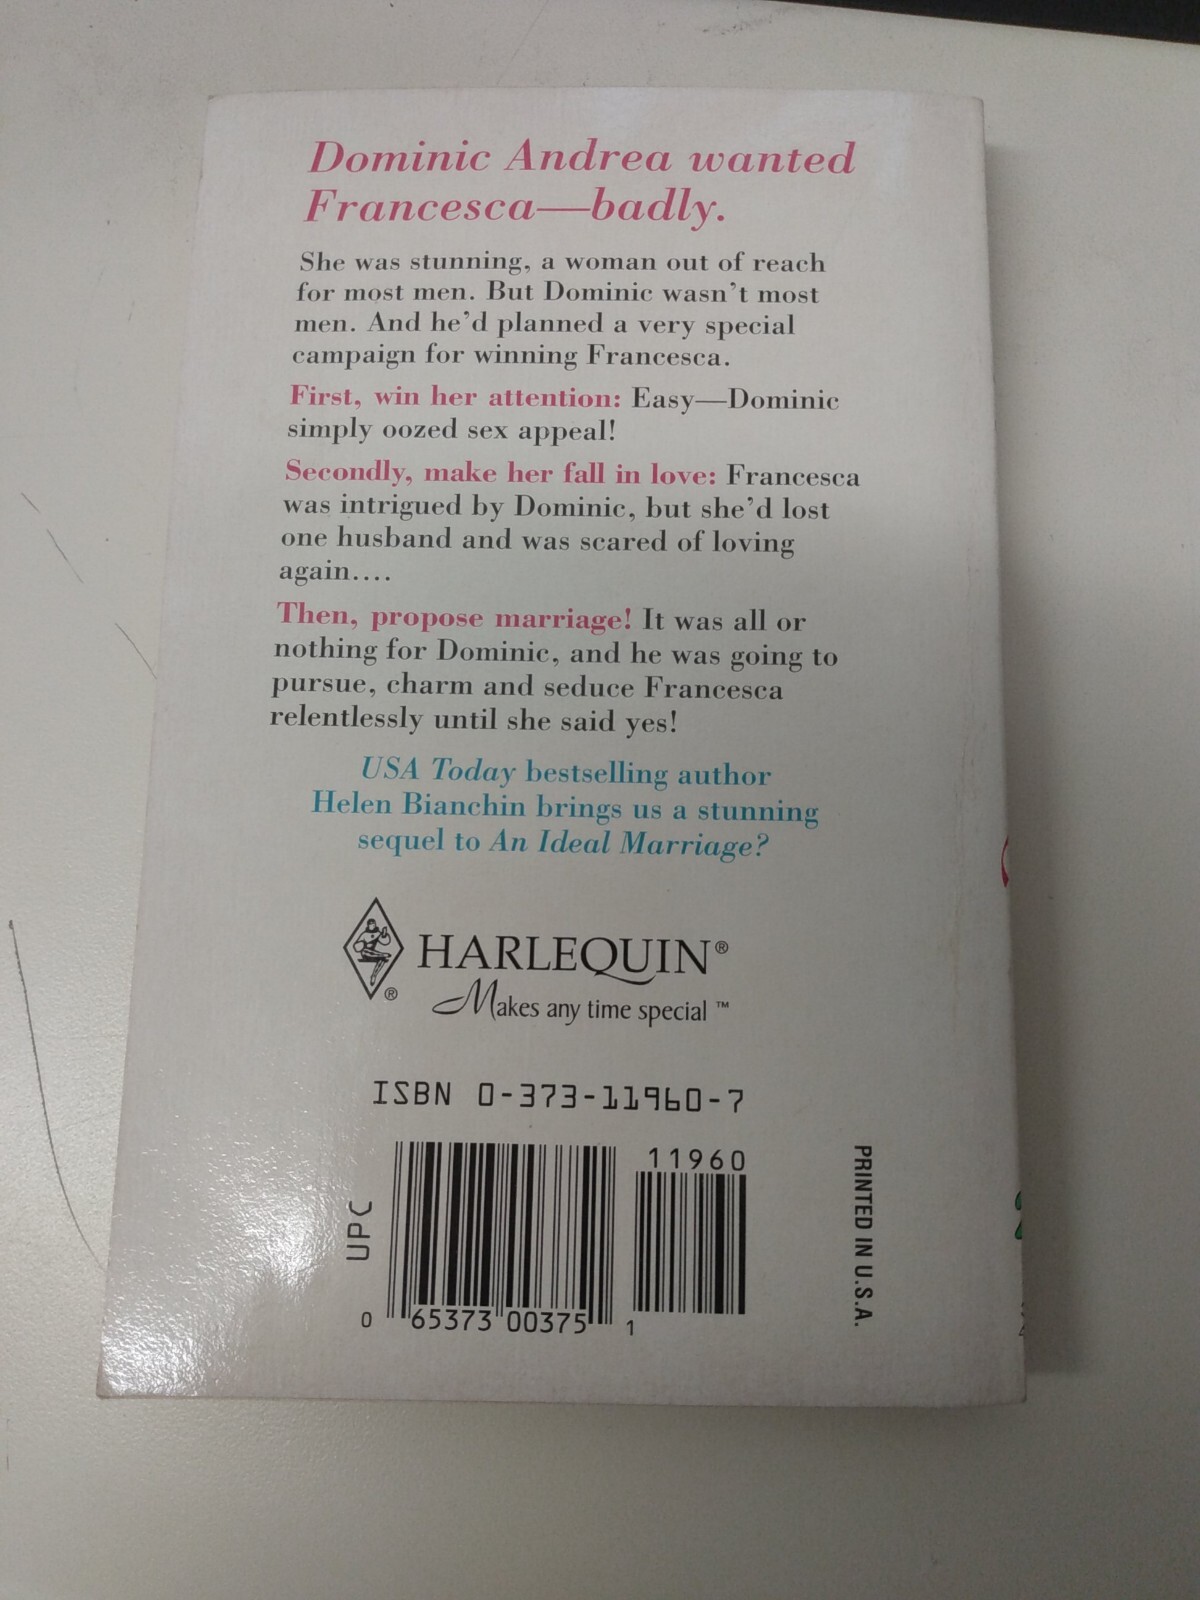 Dominic Andrea wanted
Francesca—badly.
She was stunning, a woman out of reach
for most men. But Dominic wasn't most
men. And he'd planned a very special
campaign for winning Francesca.
First, win her attention: Easy—Dominic
simply oozed sex appeal!
Secondly, make her fall in love: Francesca
was intrigued by Dominic, but she'd lost
one husband and was scared of loving
again....
Then, propose marriage! It was all or
nothing for Dominic, and he was going to
pursue, charm and seduce Francesca
relentlessly until she said yes!
USA Today bestselling author
Helen Bianchin brings us a stunning
sequel to An Ideal Marriage?
HARLEQUIN®
®
Makes any time special™
ISBN 0-373-11960-7
11960
UPC
0 65373 00375 1
PRINTED IN U.S.A.